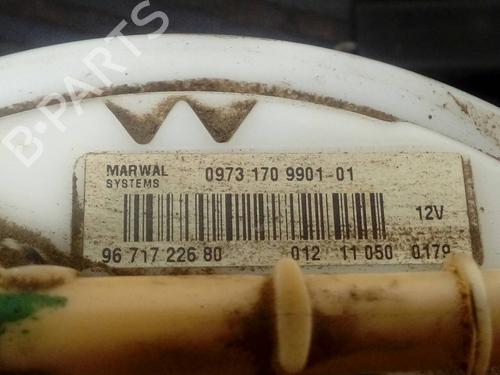 B-PARTS
MARWAL
SYSTEMS
0973 170 9901-01
12V
96 717 226 80
012 11 050 0179